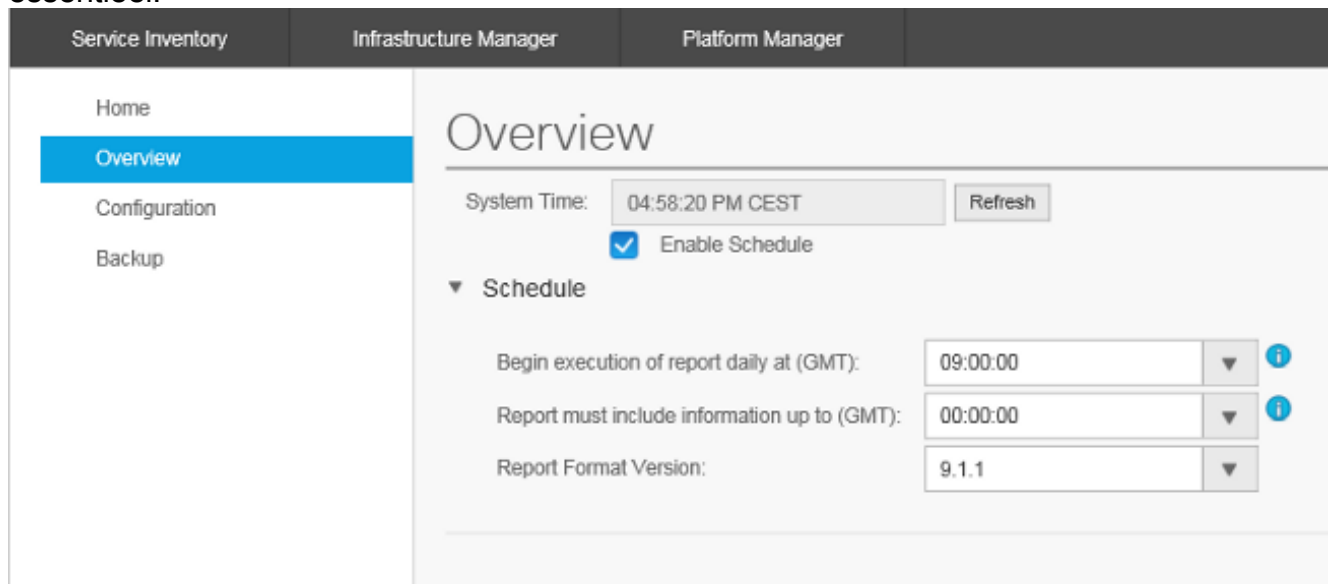 Service Inventory Infrastructure Manager Platform Manager
Home
Overview
Configuration
Backup
Overview
System Time: 04:58:20 PM CEST Refresh
Enable Schedule
Schedule
Begin execution of report daily at (GMT): 09:00:00
Report must include information up to (GMT): 00:00:00
Report Format Version: 9.1.1